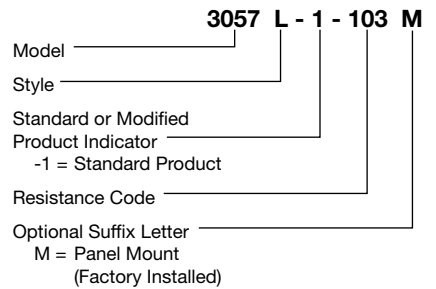 3057 L - 1 - 103 M
Model
Style
Standard or Modified
Product Indicator
-1 = Standard Product
Resistance Code
Optional Suffix Letter
M = Panel Mount
(Factory Installed)